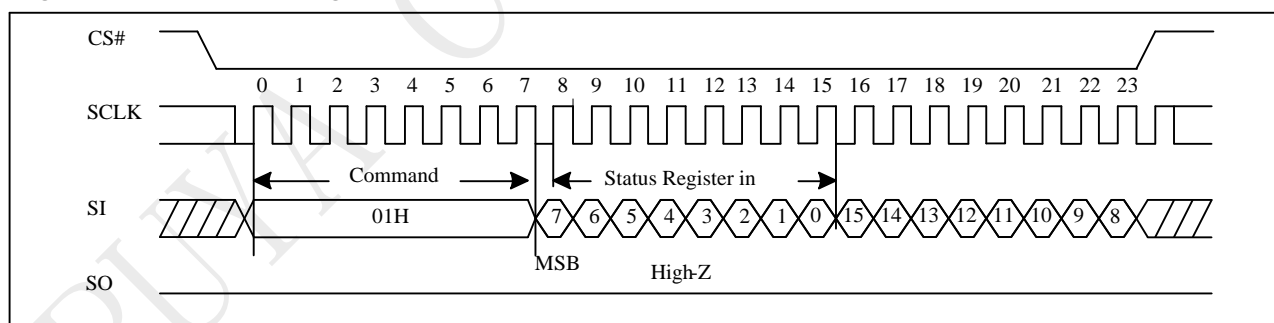 CS#
0 1 2 3 4 5 6 7 8 9 10 11 12 13 14 15 16 17 18 19 20 21 22 23
SCLK
Command Status Register in
SI 01H 7 6 5 4 3 2 1 0 15 14 13 12 11 10 9 8
MSB High-Z
SO